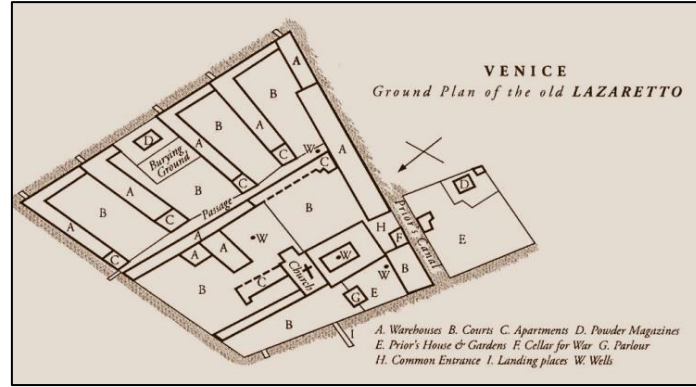 VENICE
Ground Plan of the old LAZARETTO
A
B
A
B
D
A
W
A
Burying
Ground
C
C
B
A
B
C
D
Passage
B
C
B
Prior's Canal
A
A
H
F
E
A
W
A
W
C
B
C
Church
W
B
G
E
B
I
A. Warehouses B. Courts C. Apartments D. Powder Magazines
E. Prior's House & Gardens F. Cellar for War G. Parlour
H. Common Entrance I. Landing places W. Wells